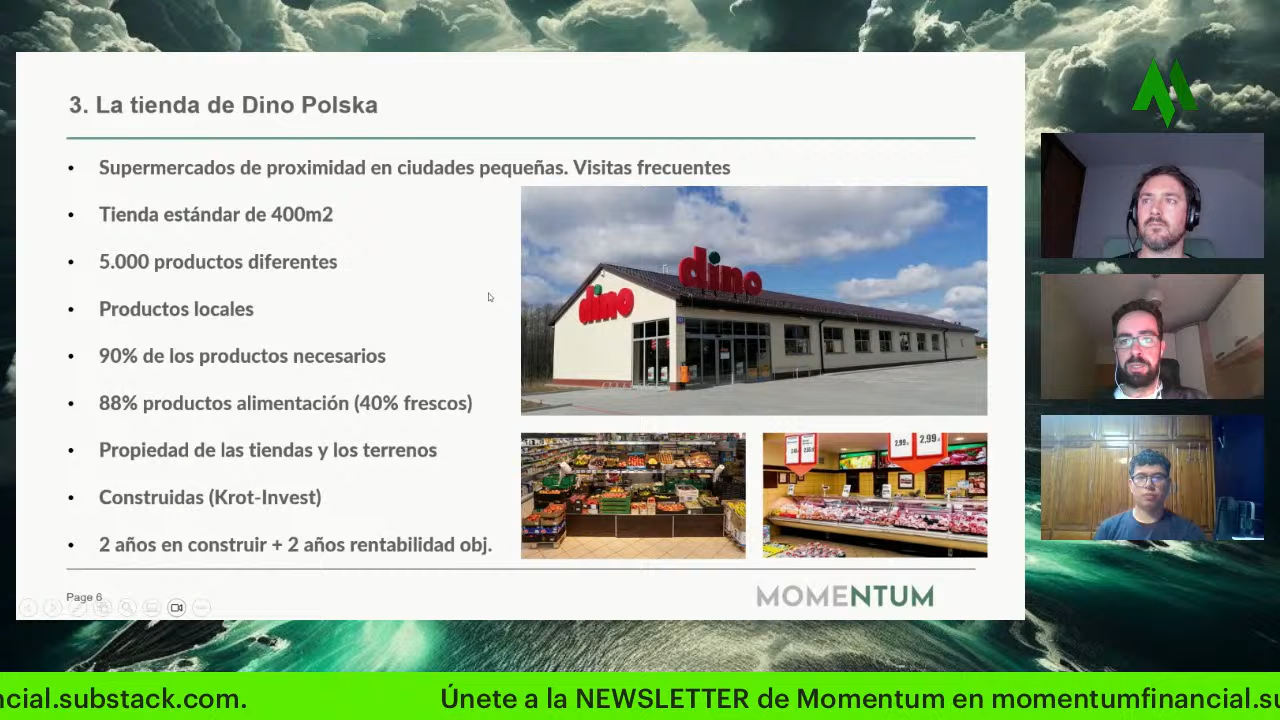 3. La tienda de Dino Polska
• Supermercados de proximidad en ciudades pequeñas. Visitas frecuentes
• Tienda estándar de 400m2
• 5.000 productos diferentes
• Productos locales
• 90% de los productos necesarios
• 88% productos alimentación (40% frescos)
• Propiedad de las tiendas y los terrenos
• Construidas (Krot-Invest)
• 2 años en construir + 2 años rentabilidad obj.
dino
dino
2,99
2,99
Page 6
MOMENTUM
ncial.substack.com. Únete a la NEWSLETTER de Momentum en momentumfinancial.su